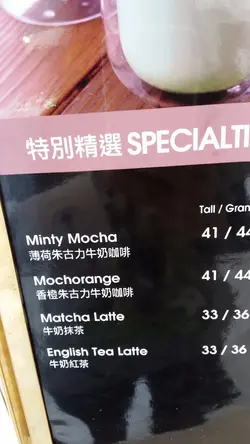 特別精選 SPECIALTI
Tall / Gran
Minty Mocha 41 / 44
薄荷朱古力牛奶咖啡
Mochorange 41 / 44
香橙朱古力牛奶咖啡
Matcha Latte 33 / 36
牛奶抹茶
English Tea Latte 33 / 36
牛奶紅茶